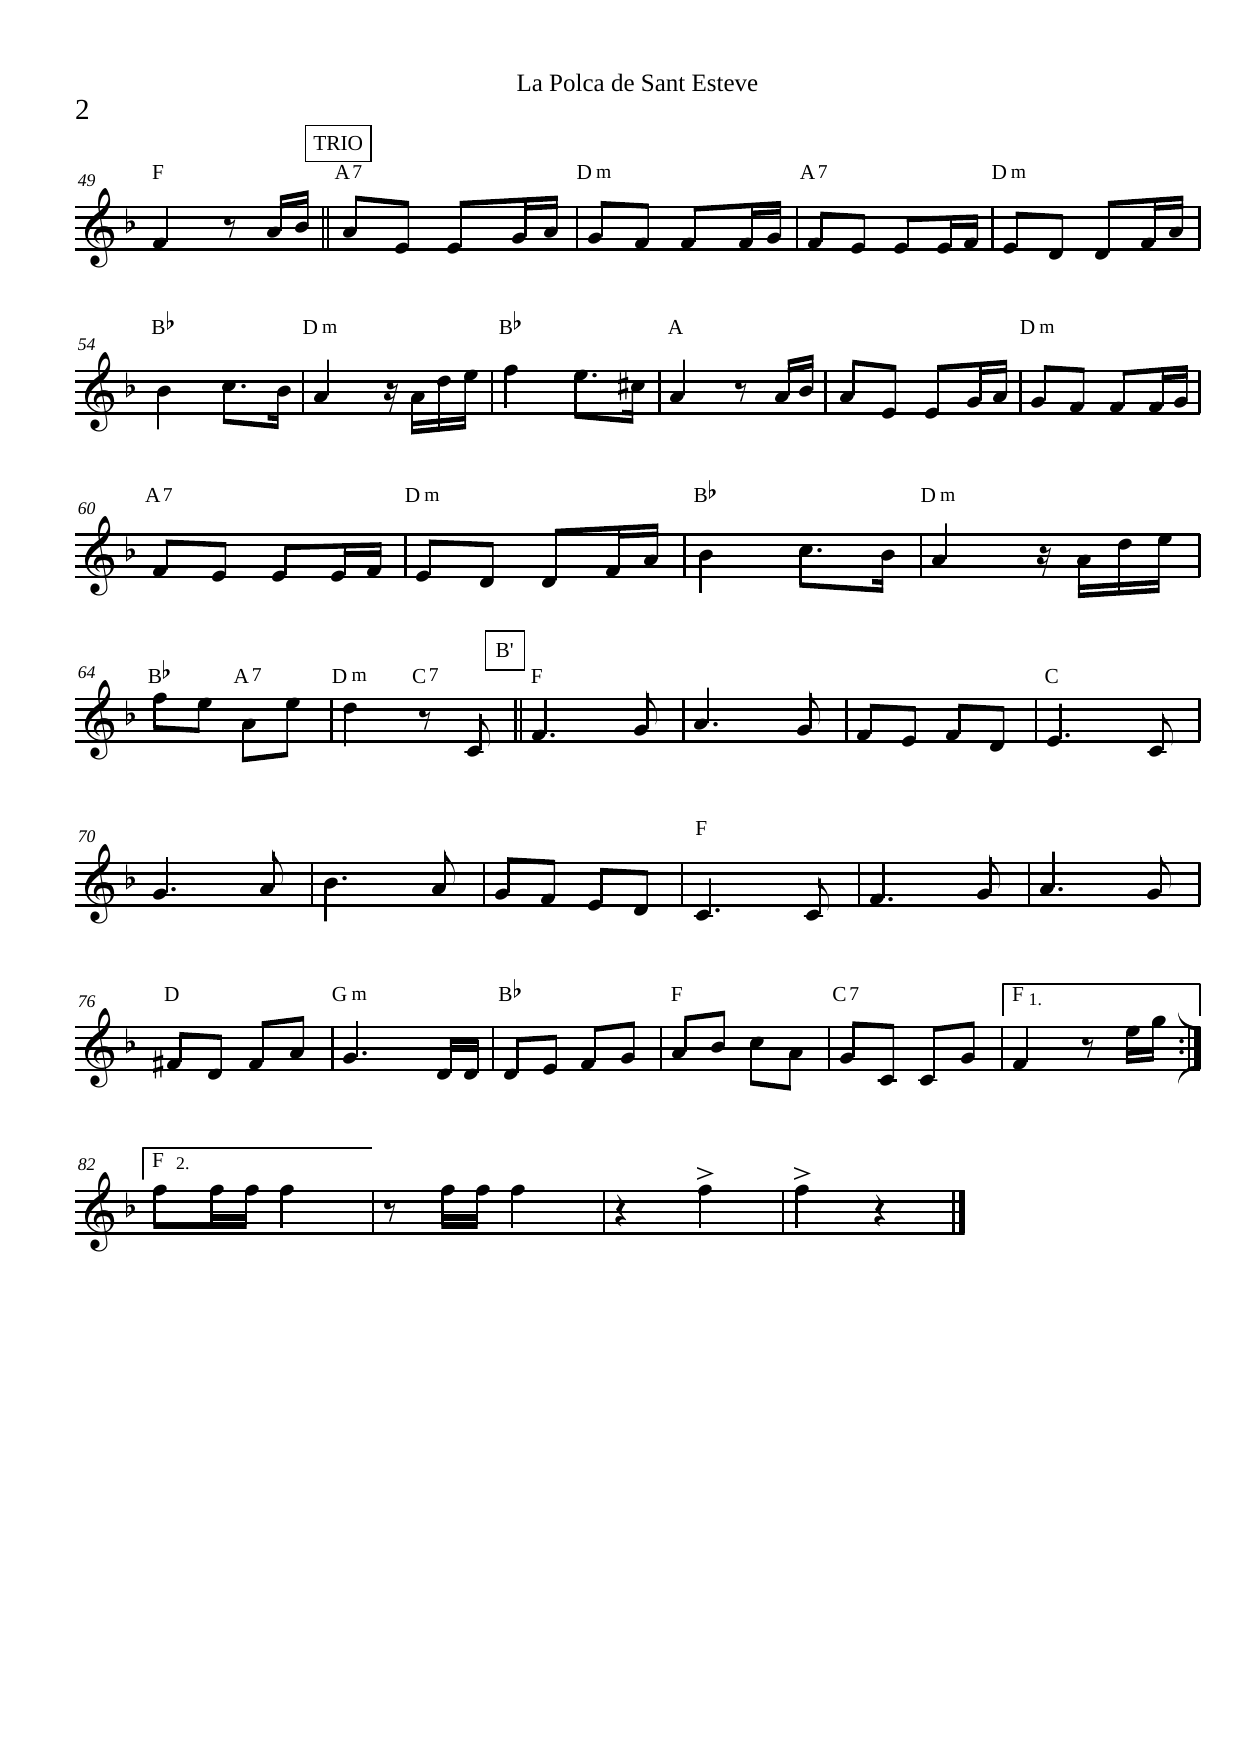 La Polca de Sant Esteve
2
TRIO
49 F A7 Dm A7 Dm
54 B♭ Dm B♭ A Dm
60 A7 Dm B♭ Dm
B'
64 B♭ A7 Dm C7 F C
70 F
76 D Gm B♭ F C7 F 1.
82 F 2.